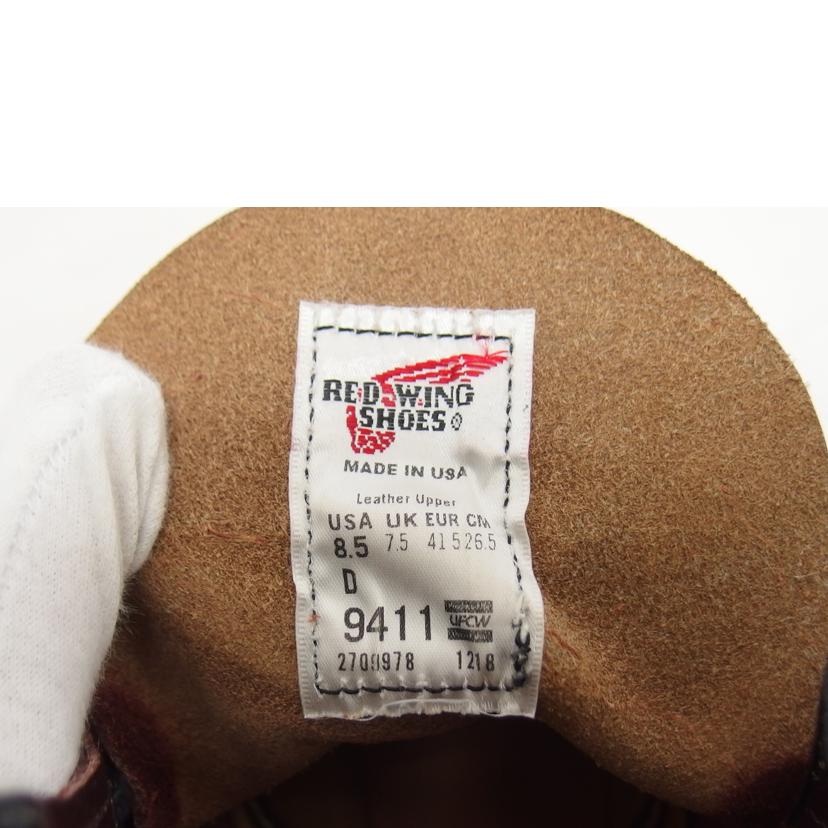 RED WING
SHOES®
MADE IN USA
Leather Upper
USA UK EUR CM
8.5 7.5 41.5 26.5
D
9411
UFCW
1218